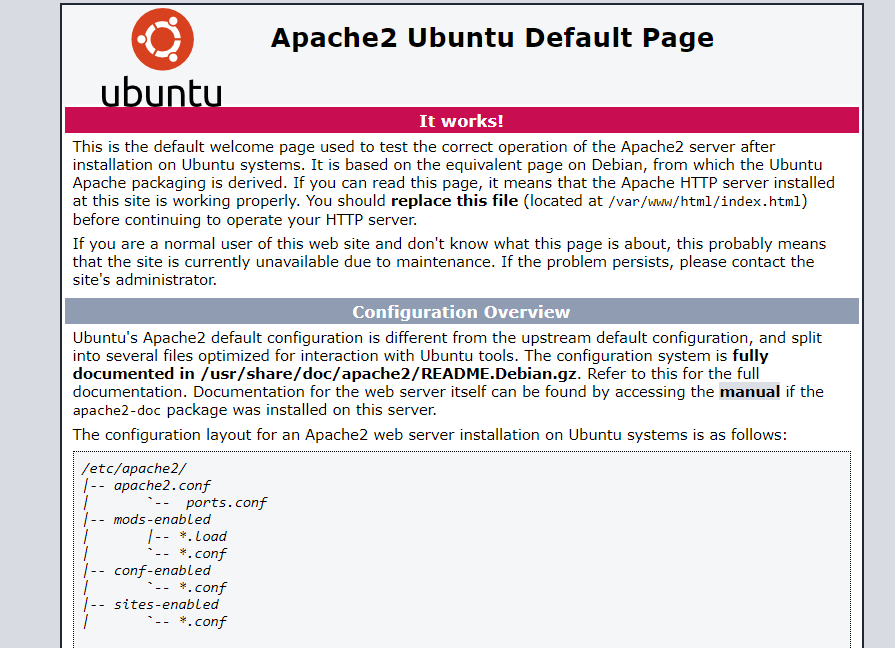 ubuntu
Apache2 Ubuntu Default Page
It works!
This is the default welcome page used to test the correct operation of the Apache2 server after
installation on Ubuntu systems. It is based on the equivalent page on Debian, from which the Ubuntu
Apache packaging is derived. If you can read this page, it means that the Apache HTTP server installed
at this site is working properly. You should replace this file (located at /var/www/html/index.html)
before continuing to operate your HTTP server.
If you are a normal user of this web site and don't know what this page is about, this probably means
that the site is currently unavailable due to maintenance. If the problem persists, please contact the
site's administrator.
Configuration Overview
Ubuntu's Apache2 default configuration is different from the upstream default configuration, and split
into several files optimized for interaction with Ubuntu tools. The configuration system is fully
documented in /usr/share/doc/apache2/README.Debian.gz. Refer to this for the full
documentation. Documentation for the web server itself can be found by accessing the manual if the
apache2-doc package was installed on this server.
The configuration layout for an Apache2 web server installation on Ubuntu systems is as follows:
/etc/apache2/
|-- apache2.conf
|       `--  ports.conf
|-- mods-enabled
|       |-- *.load
|       `-- *.conf
|-- conf-enabled
|       `-- *.conf
|-- sites-enabled
|       `-- *.conf